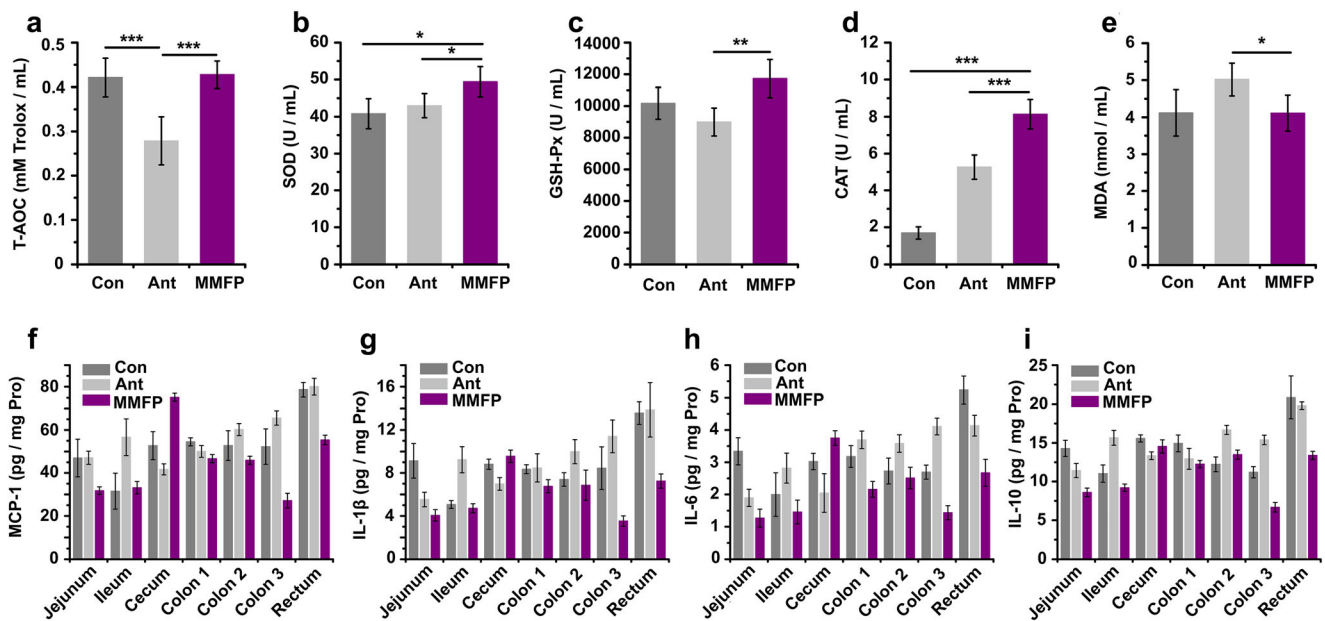 a
T-AOC (mM Trolox / mL)
0.5
0.4
0.3
0.2
0.1
0
***
***
Con Ant MMFP
b
SOD (U / mL)
60
50
40
30
20
10
0
*
*
Con Ant MMFP
c
GSH-Px (U / mL)
14000
12000
10000
8000
6000
4000
2000
0
**
Con Ant MMFP
d
CAT (U / mL)
12
10
8
6
4
2
0
***
***
Con Ant MMFP
e
MDA (nmol / mL)
6
5
4
3
2
1
0
*
Con Ant MMFP
f
MCP-1 (pg / mg Pro)
80
60
40
20
0
Con
Ant
MMFP
Jejunum
Ileum
Cecum
Colon 1
Colon 2
Colon 3
Rectum
g
IL-1β (pg / mg Pro)
16
12
8
4
0
Con
Ant
MMFP
Jejunum
Ileum
Cecum
Colon 1
Colon 2
Colon 3
Rectum
h
IL-6 (pg / mg Pro)
6
5
4
3
2
1
0
Con
Ant
MMFP
Jejunum
Ileum
Cecum
Colon 1
Colon 2
Colon 3
Rectum
i
IL-10 (pg / mg Pro)
25
20
15
10
5
0
Con
Ant
MMFP
Jejunum
Ileum
Cecum
Colon 1
Colon 2
Colon 3
Rectum